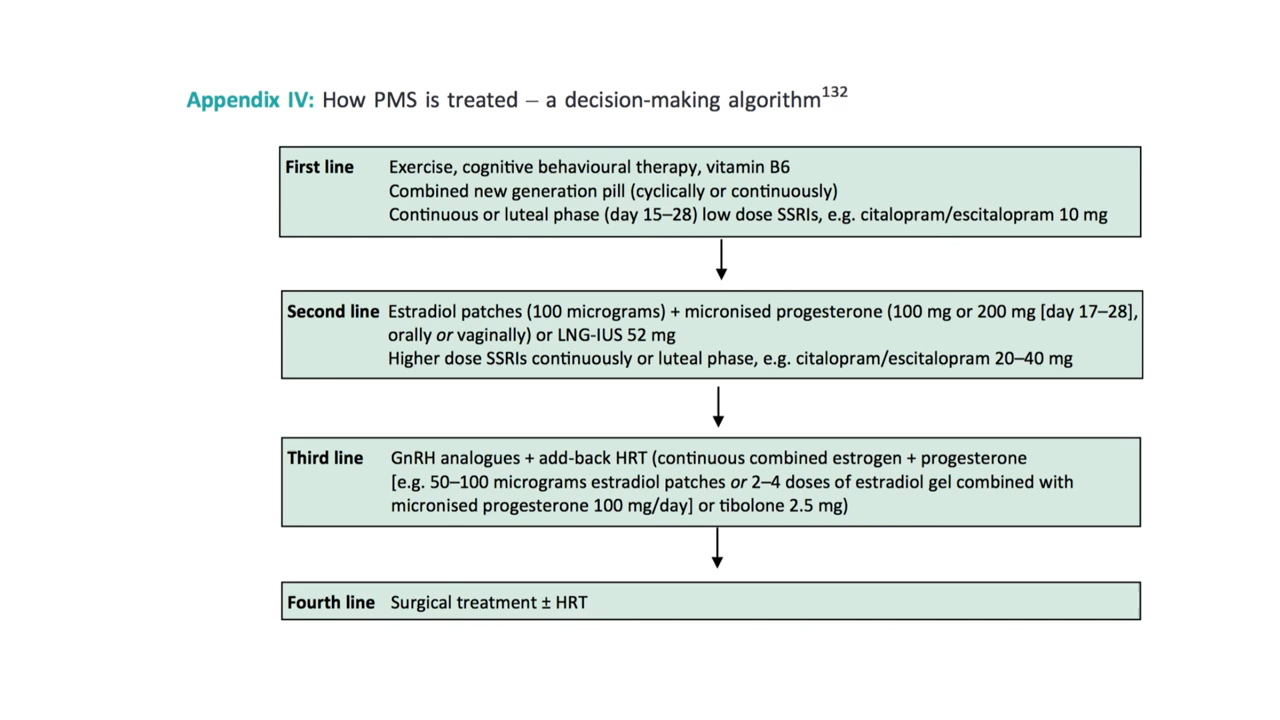 Appendix IV: How PMS is treated – a decision-making algorithm132
First line Exercise, cognitive behavioural therapy, vitamin B6
Combined new generation pill (cyclically or continuously)
Continuous or luteal phase (day 15–28) low dose SSRIs, e.g. citalopram/escitalopram 10 mg
Second line Estradiol patches (100 micrograms) + micronised progesterone (100 mg or 200 mg [day 17–28],
orally or vaginally) or LNG-IUS 52 mg
Higher dose SSRIs continuously or luteal phase, e.g. citalopram/escitalopram 20–40 mg
Third line GnRH analogues + add-back HRT (continuous combined estrogen + progesterone
[e.g. 50–100 micrograms estradiol patches or 2–4 doses of estradiol gel combined with
micronised progesterone 100 mg/day] or tibolone 2.5 mg)
Fourth line Surgical treatment ± HRT